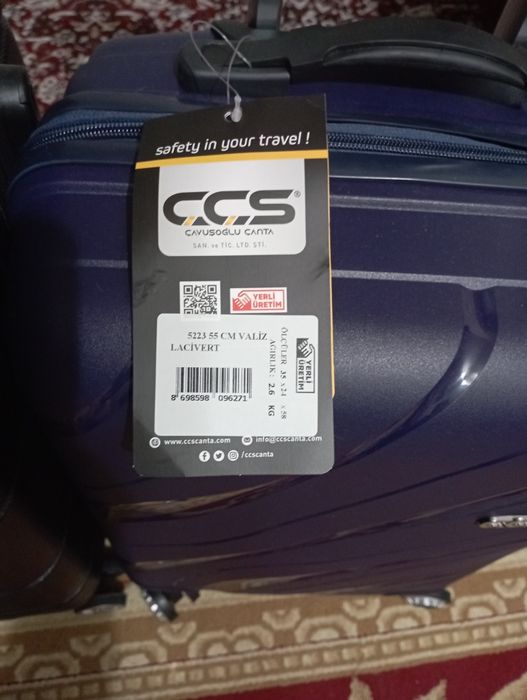 safety in your travel !
ÇÇS®
ÇAVUŞOĞLU ÇANTA
SAN. ve TİC. LTD. STİ.
YERLİ
ÜRETİM
5223 55 CM VALİZ
LACİVERT
ÖLÇÜLER 35 x 24 x 58
AĞIRLIK : 2.6 KG
YERLİ
ÜRETİM
8 698598 096271
www.ccscanta.com
info@ccscanta.com
@ccscanta